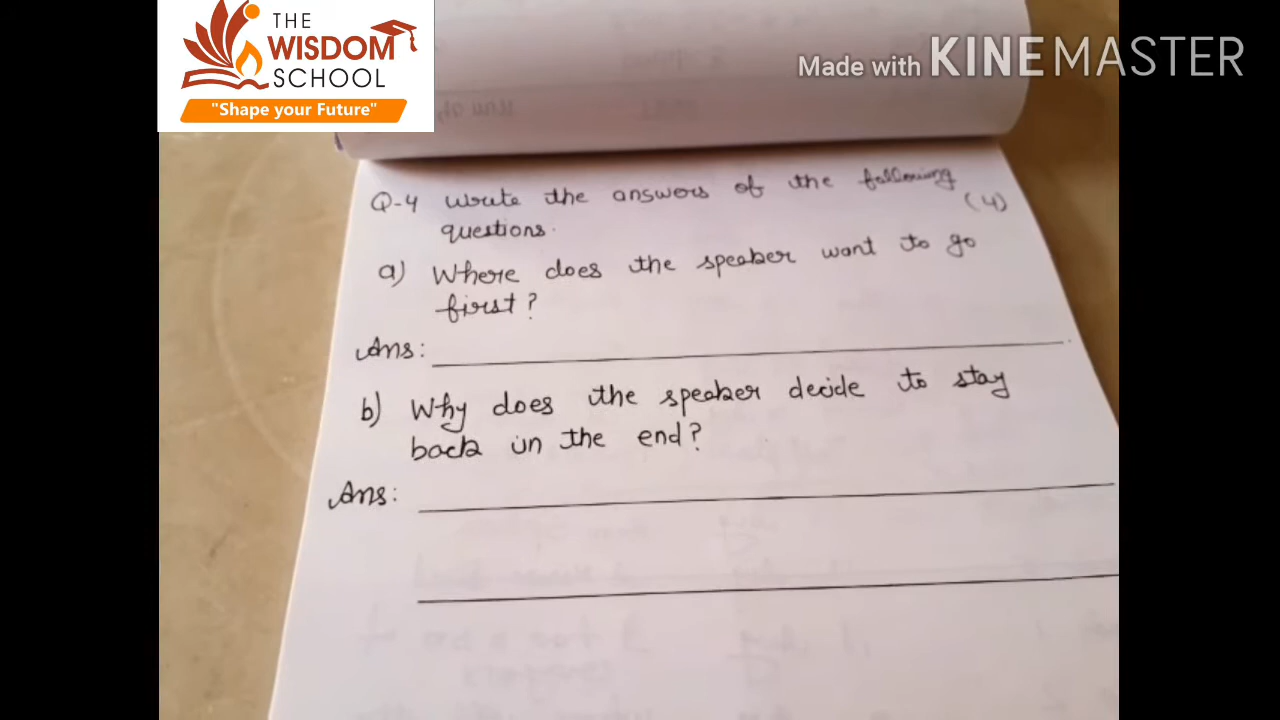 THE
WISDOM
SCHOOL
"Shape your Future"
Made with KINEMASTER
Q-4 Write the answers of the following
questions. (4)
a) Where does the speaker want to go
first?
Ans:
b) Why does the speaker decide to stay
back in the end?
Ans: